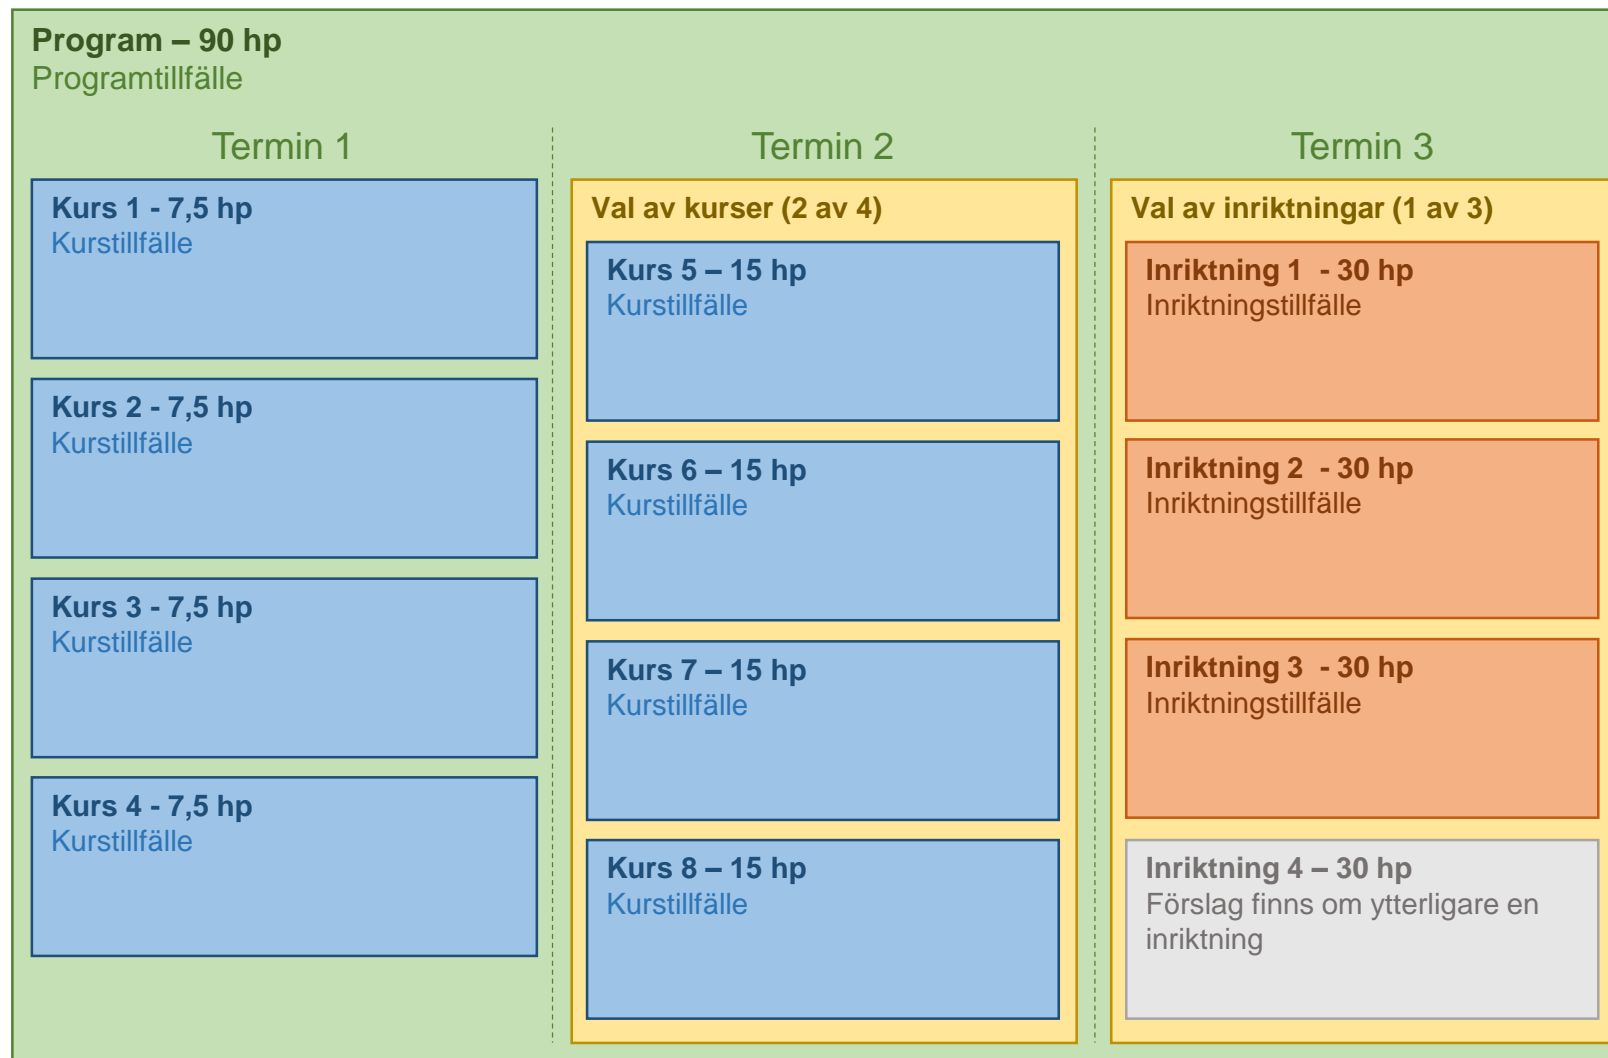 Program – 90 hp
Programtillfälle
Termin 1
Kurs 1 - 7,5 hp
Kurstillfälle
Kurs 2 - 7,5 hp
Kurstillfälle
Kurs 3 - 7,5 hp
Kurstillfälle
Kurs 4 - 7,5 hp
Kurstillfälle
Termin 2
Val av kurser (2 av 4)
Kurs 5 – 15 hp
Kurstillfälle
Kurs 6 – 15 hp
Kurstillfälle
Kurs 7 – 15 hp
Kurstillfälle
Kurs 8 – 15 hp
Kurstillfälle
Termin 3
Val av inriktningar (1 av 3)
Inriktning 1  - 30 hp
Inriktningstillfälle
Inriktning 2  - 30 hp
Inriktningstillfälle
Inriktning 3  - 30 hp
Inriktningstillfälle
Inriktning 4 – 30 hp
Förslag finns om ytterligare en
inriktning